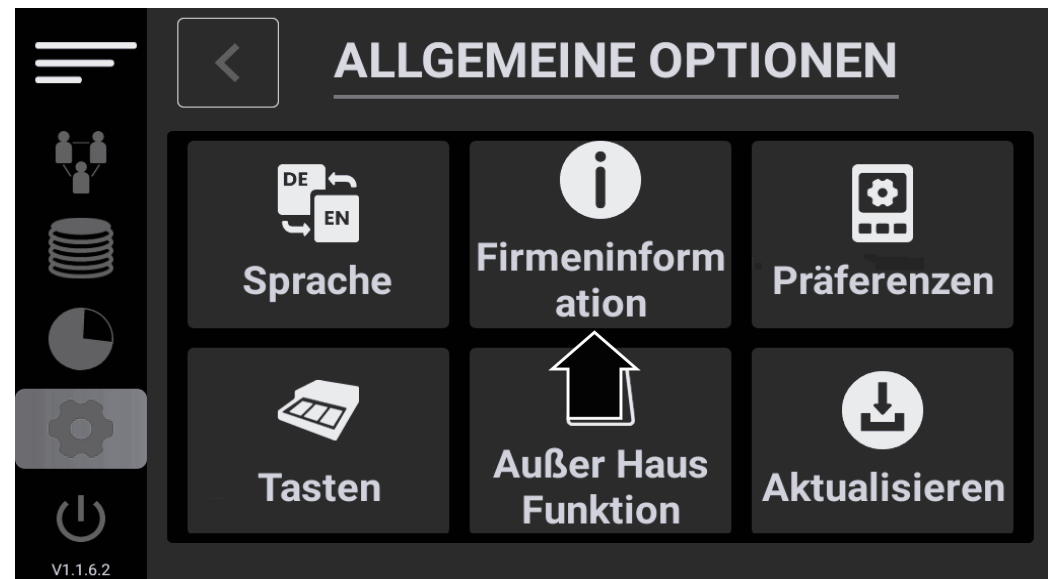 ALLGEMEINE OPTIONEN
DE
EN
Sprache
Firmeninform
ation
Präferenzen
Tasten
Außer Haus
Funktion
Aktualisieren
V1.1.6.2